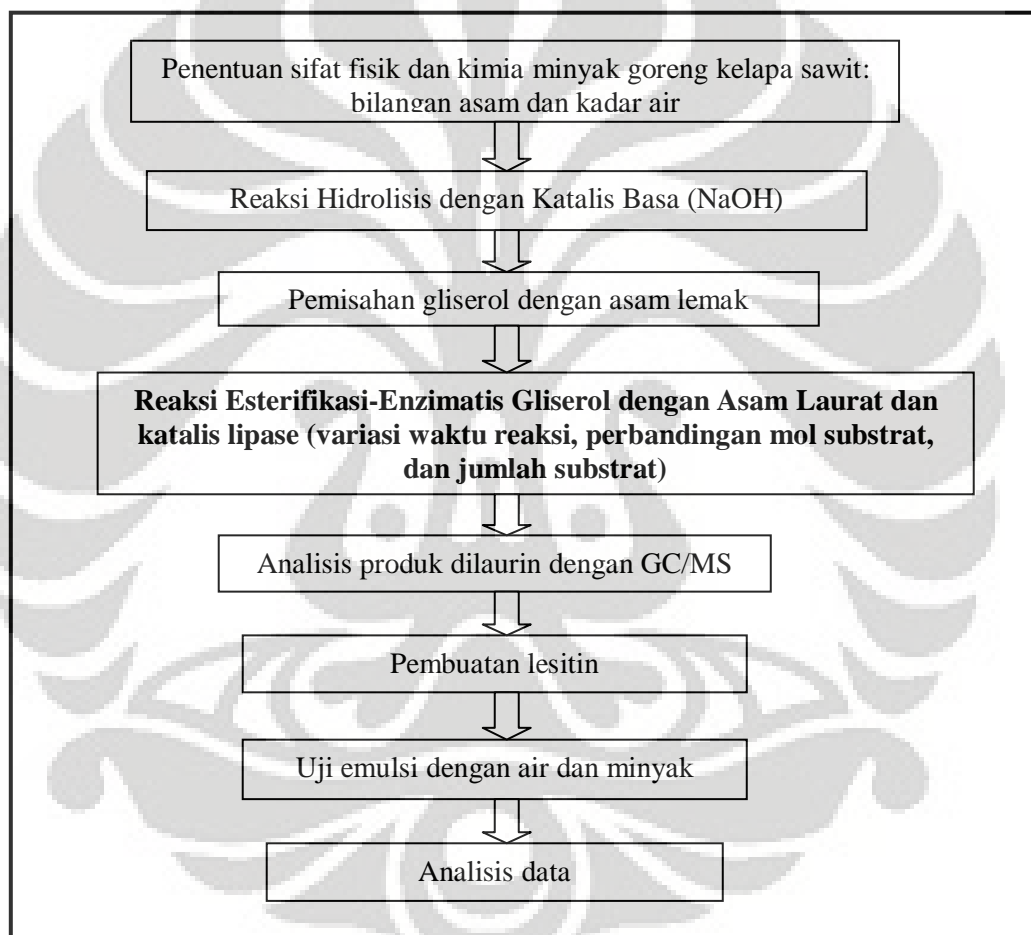 Penentuan sifat fisik dan kimia minyak goreng kelapa sawit:
bilangan asam dan kadar air
Reaksi Hidrolisis dengan Katalis Basa (NaOH)
Pemisahan gliserol dengan asam lemak
Reaksi Esterifikasi-Enzimatis Gliserol dengan Asam Laurat dan
katalis lipase (variasi waktu reaksi, perbandingan mol substrat,
dan jumlah substrat)
Analisis produk dilaurin dengan GC/MS
Pembuatan lesitin
Uji emulsi dengan air dan minyak
Analisis data